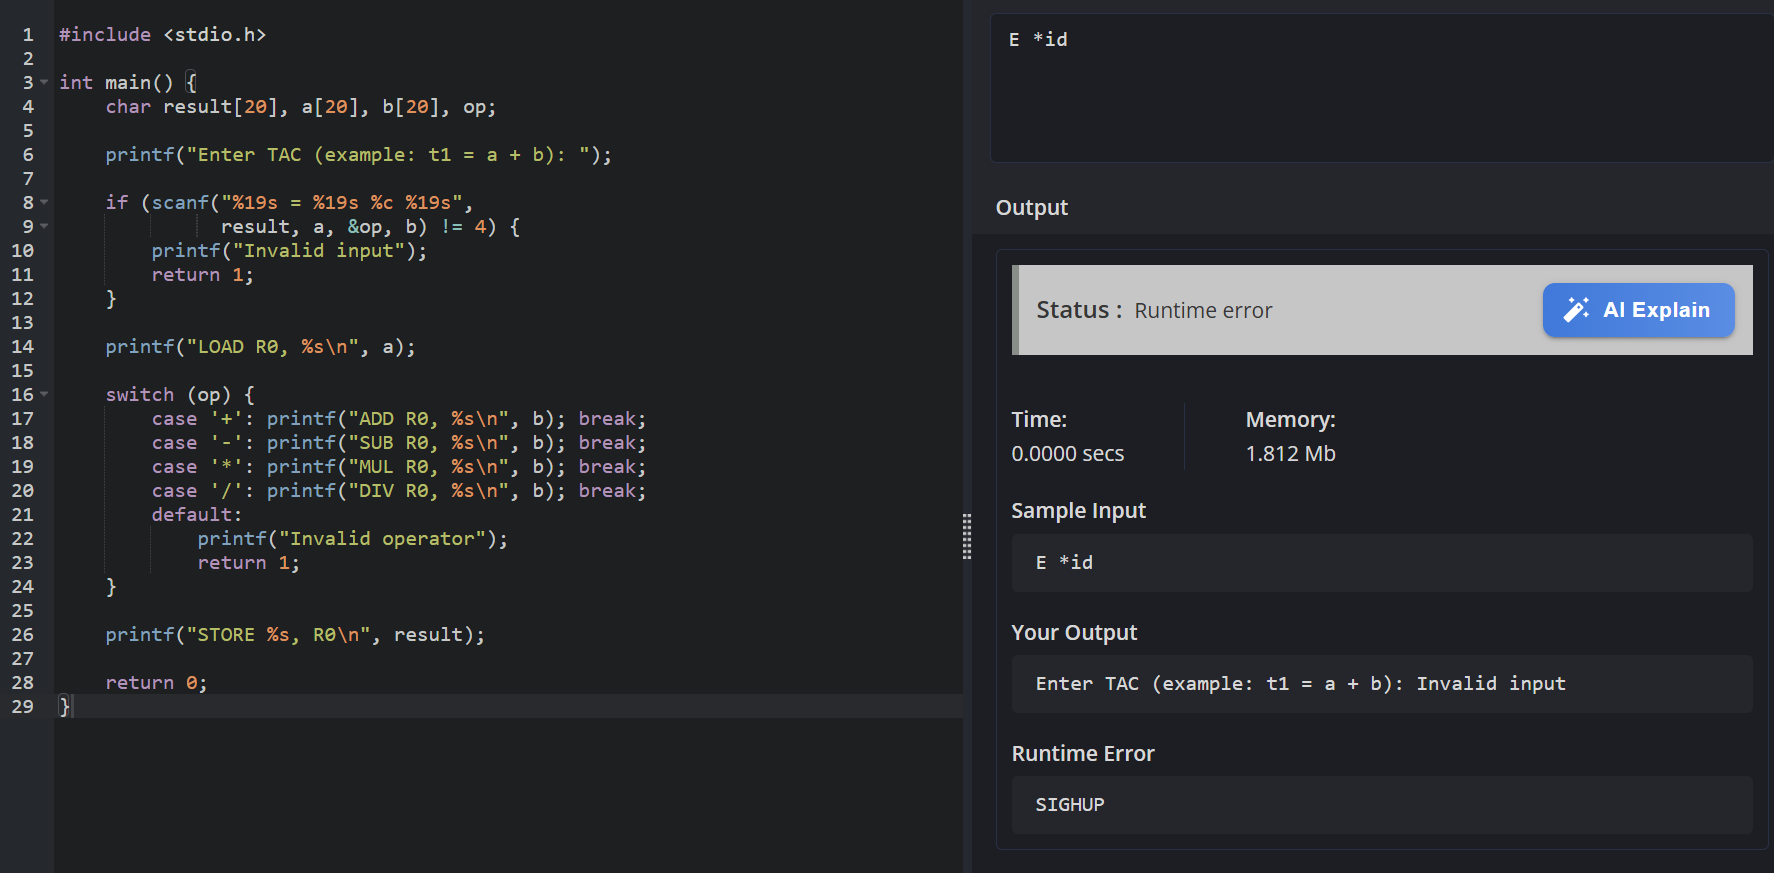 1 #include <stdio.h>
2
3 int main() {
4     char result[20], a[20], b[20], op;
5
6     printf("Enter TAC (example: t1 = a + b): ");
7
8     if (scanf("%19s = %19s %c %19s",
9               result, a, &op, b) != 4) {
10         printf("Invalid input");
11         return 1;
12     }
13
14     printf("LOAD R0, %s\n", a);
15
16     switch (op) {
17         case '+': printf("ADD R0, %s\n", b); break;
18         case '-': printf("SUB R0, %s\n", b); break;
19         case '*': printf("MUL R0, %s\n", b); break;
20         case '/': printf("DIV R0, %s\n", b); break;
21         default:
22             printf("Invalid operator");
23             return 1;
24     }
25
26     printf("STORE %s, R0\n", result);
27
28     return 0;
29 }
E *id
Output
Status : Runtime error
AI Explain
Time:
0.0000 secs
Memory:
1.812 Mb
Sample Input
E *id
Your Output
Enter TAC (example: t1 = a + b): Invalid input
Runtime Error
SIGHUP